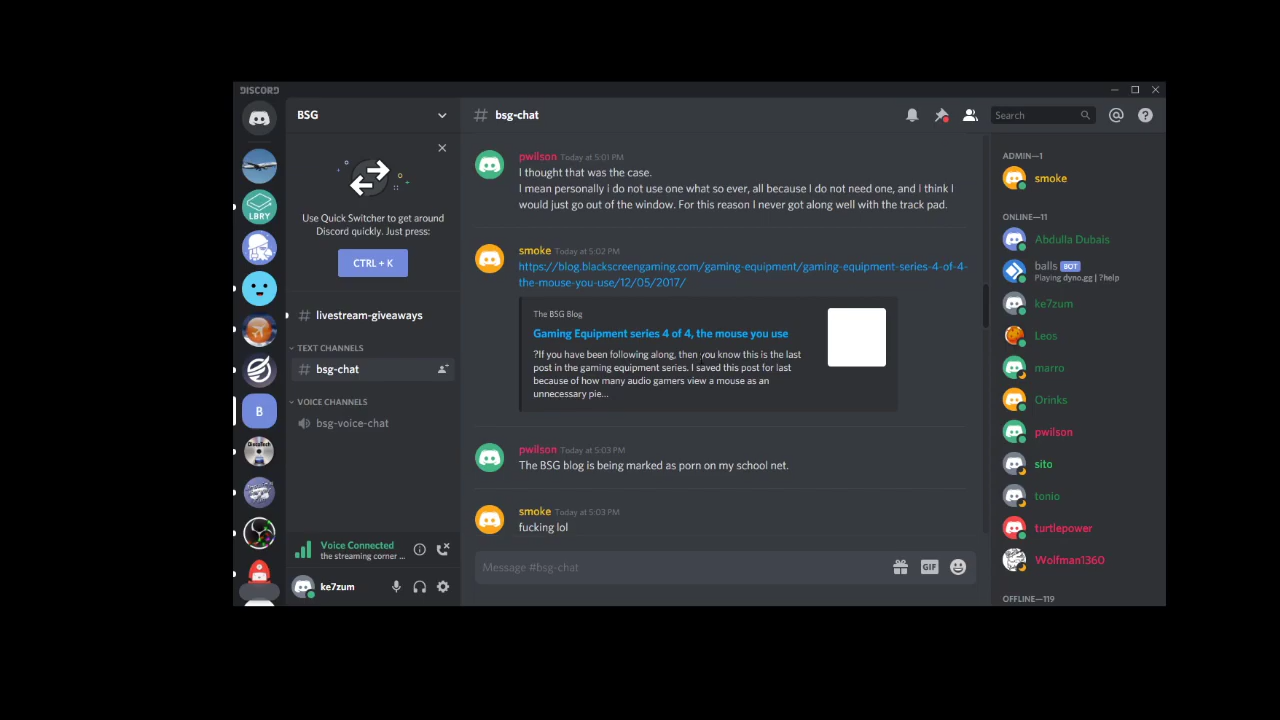 DISCORD
BSG
Use Quick Switcher to get around
Discord quickly. Just press:
CTRL + K
livestream-giveaways
TEXT CHANNELS
bsg-chat
VOICE CHANNELS
bsg-voice-chat
Voice Connected
the streaming corner ...
ke7zum
LBRY
B
# bsg-chat
Search
pwilson Today at 5:01 PM
I thought that was the case.
I mean personally i do not use one what so ever, all because I do not need one, and i think I
would just go out of the window. For this reason I never got along well with the track pad.
smoke Today at 5:02 PM
https://blog.blackscreengaming.com/gaming-equipment/gaming-equipment-series-4-of-4-
the-mouse-you-use/12/05/2017/
The BSG Blog
Gaming Equipment series 4 of 4, the mouse you use
?If you have been following along, then you know this is the last
post in the gaming equipment series. I saved this post for last
because of how many audio gamers view a mouse as an
unnecessary pie...
pwilson Today at 5:03 PM
The BSG blog is being marked as porn on my school net.
smoke Today at 5:03 PM
fucking lol
Message #bsg-chat
GIF
ADMIN—1
smoke
ONLINE—11
Abdulla Dubais
balls BOT
Playing dyno.gg | ?help
ke7zum
Leos
marro
Orinks
pwilson
sito
tonio
turtlepower
Wolfman1360
OFFLINE—119